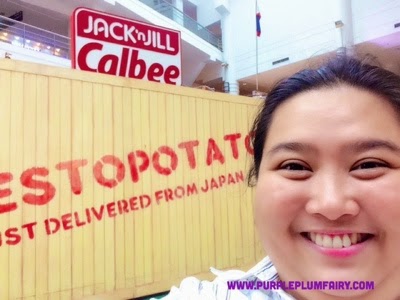 JACK 'n JILL
Calbee
ESTOPOTATO
UST DELIVERED FROM JAPAN
WWW.PURPLEPLUMFAIRY.COM